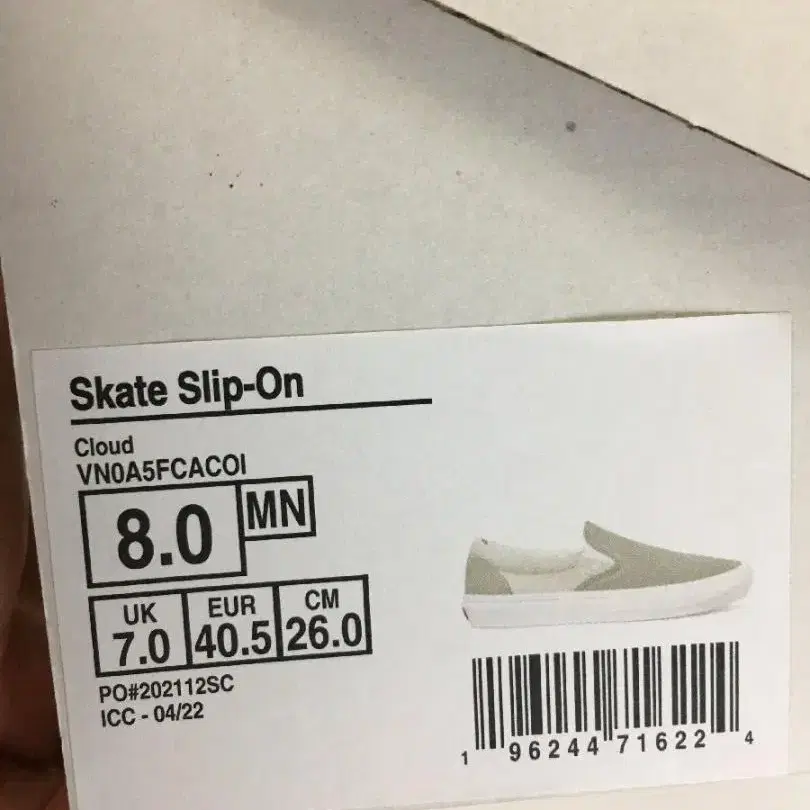 Skate Slip-On
Cloud
VN0A5FCACOI
8.0 MN
UK EUR CM
7.0 40.5 26.0
PO#202112SC
ICC - 04/22
1 96244 71622 4